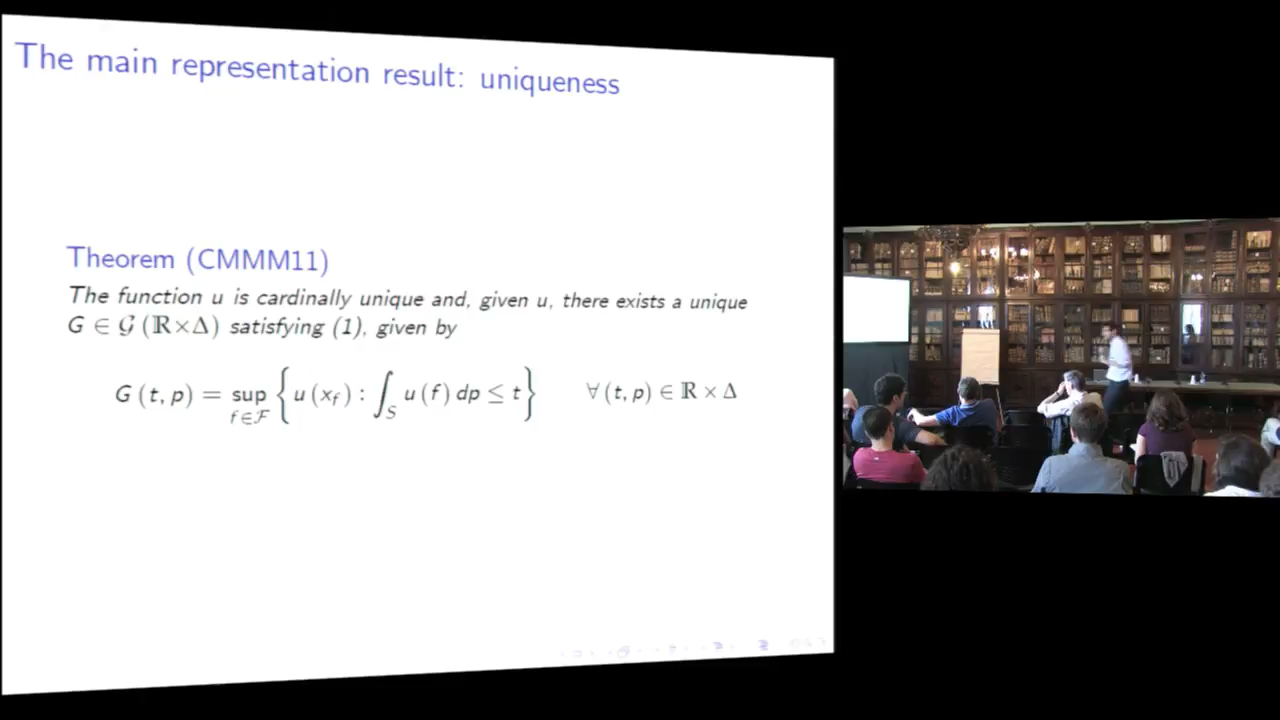 The main representation result: uniqueness
Theorem (CMMM11)
The function u is cardinally unique and, given u, there exists a unique
G ∈ 𝒢 (ℝ×Δ) satisfying (1), given by
G (t, p) = sup_{f∈ℱ} { u (x_f) : ∫_S u (f) dp ≤ t } ∀ (t, p) ∈ ℝ × Δ